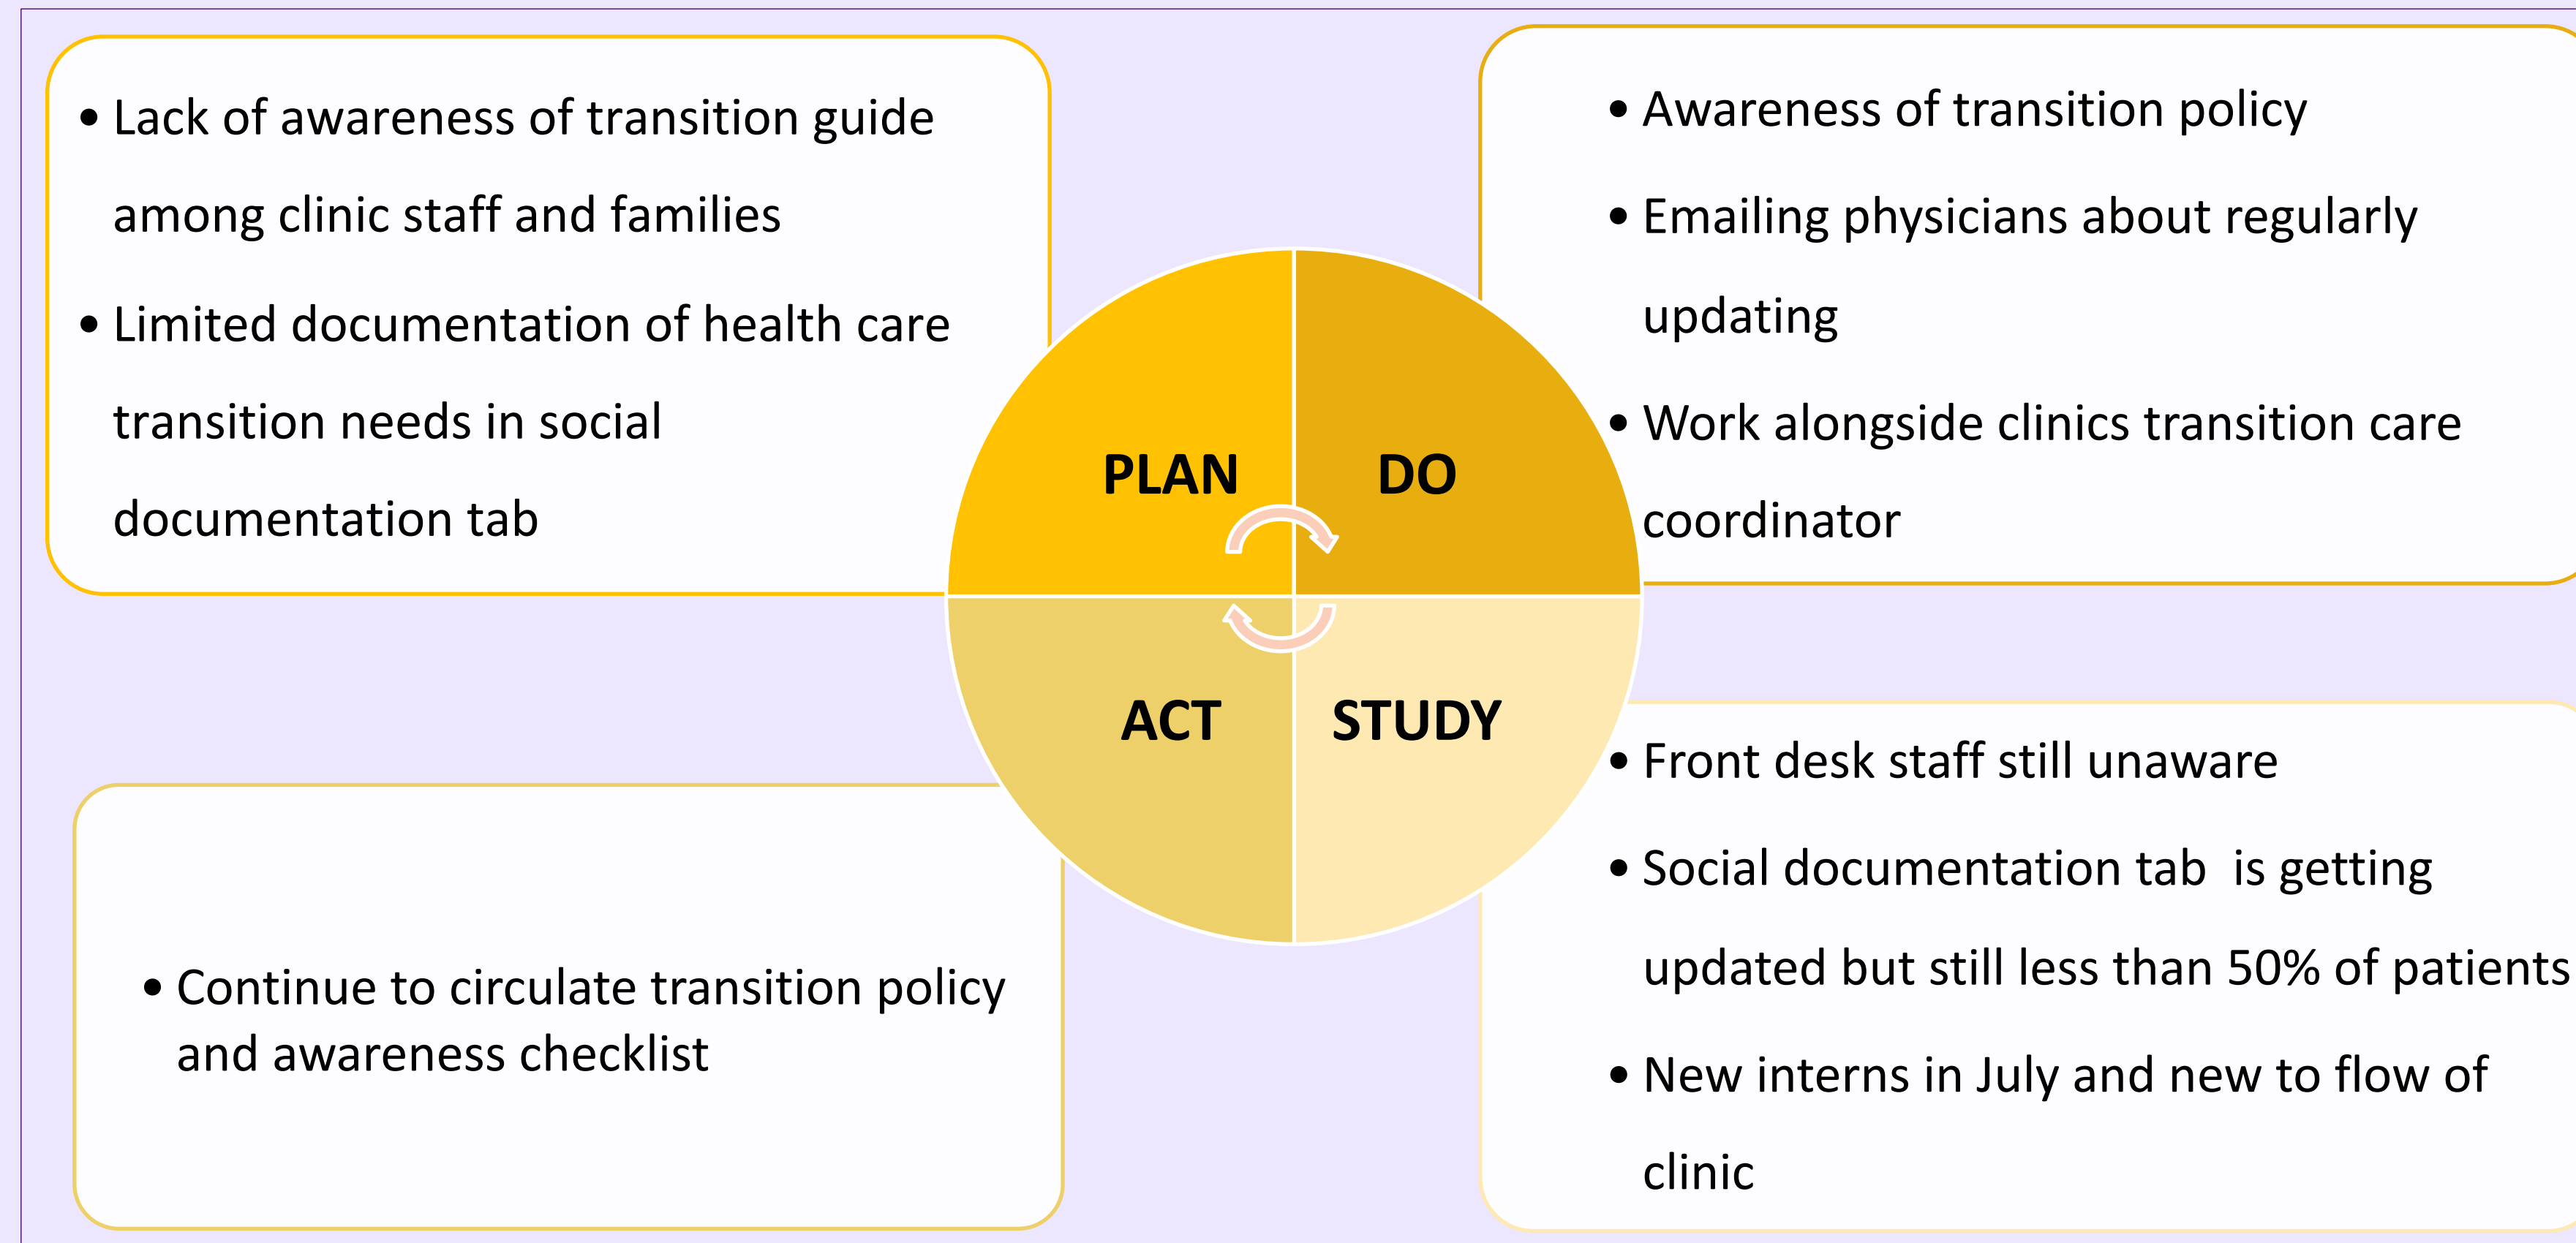 • Lack of awareness of transition guide
among clinic staff and families
• Limited documentation of health care
transition needs in social
documentation tab
• Awareness of transition policy
• Emailing physicians about regularly
updating
• Work alongside clinics transition care
coordinator
PLAN
DO
ACT
STUDY
• Continue to circulate transition policy
and awareness checklist
• Front desk staff still unaware
• Social documentation tab  is getting
updated but still less than 50% of patients
• New interns in July and new to flow of
clinic